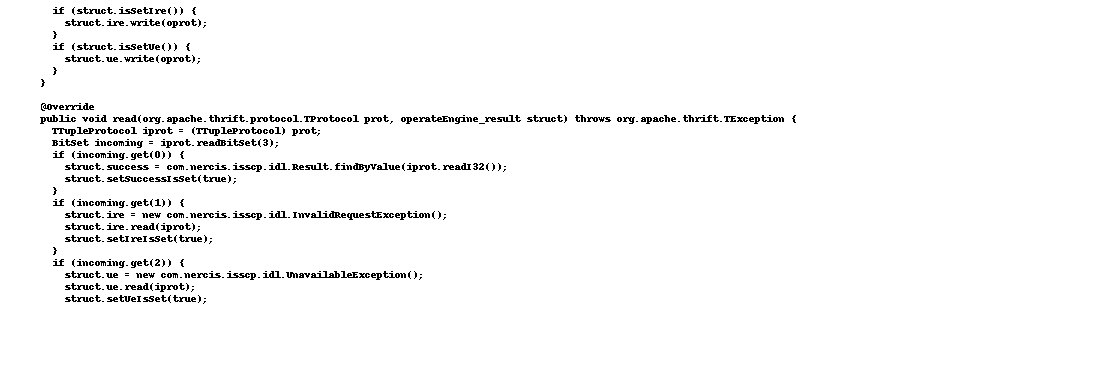 if (struct.isSetIre()) {
struct.ire.write(oprot);
}
if (struct.isSetUe()) {
struct.ue.write(oprot);
}
}
@Override
public void read(org.apache.thrift.protocol.TProtocol prot, operateEngine_result struct) throws org.apache.thrift.TException {
TTupleProtocol iprot = (TTupleProtocol) prot;
BitSet incoming = iprot.readBitSet(3);
if (incoming.get(0)) {
struct.success = com.nercis.isscp.idl.Result.findByValue(iprot.readI32());
struct.setSuccessIsSet(true);
}
if (incoming.get(1)) {
struct.ire = new com.nercis.isscp.idl.InvalidRequestException();
struct.ire.read(iprot);
struct.setIreIsSet(true);
}
if (incoming.get(2)) {
struct.ue = new com.nercis.isscp.idl.UnavailableException();
struct.ue.read(iprot);
struct.setUeIsSet(true);